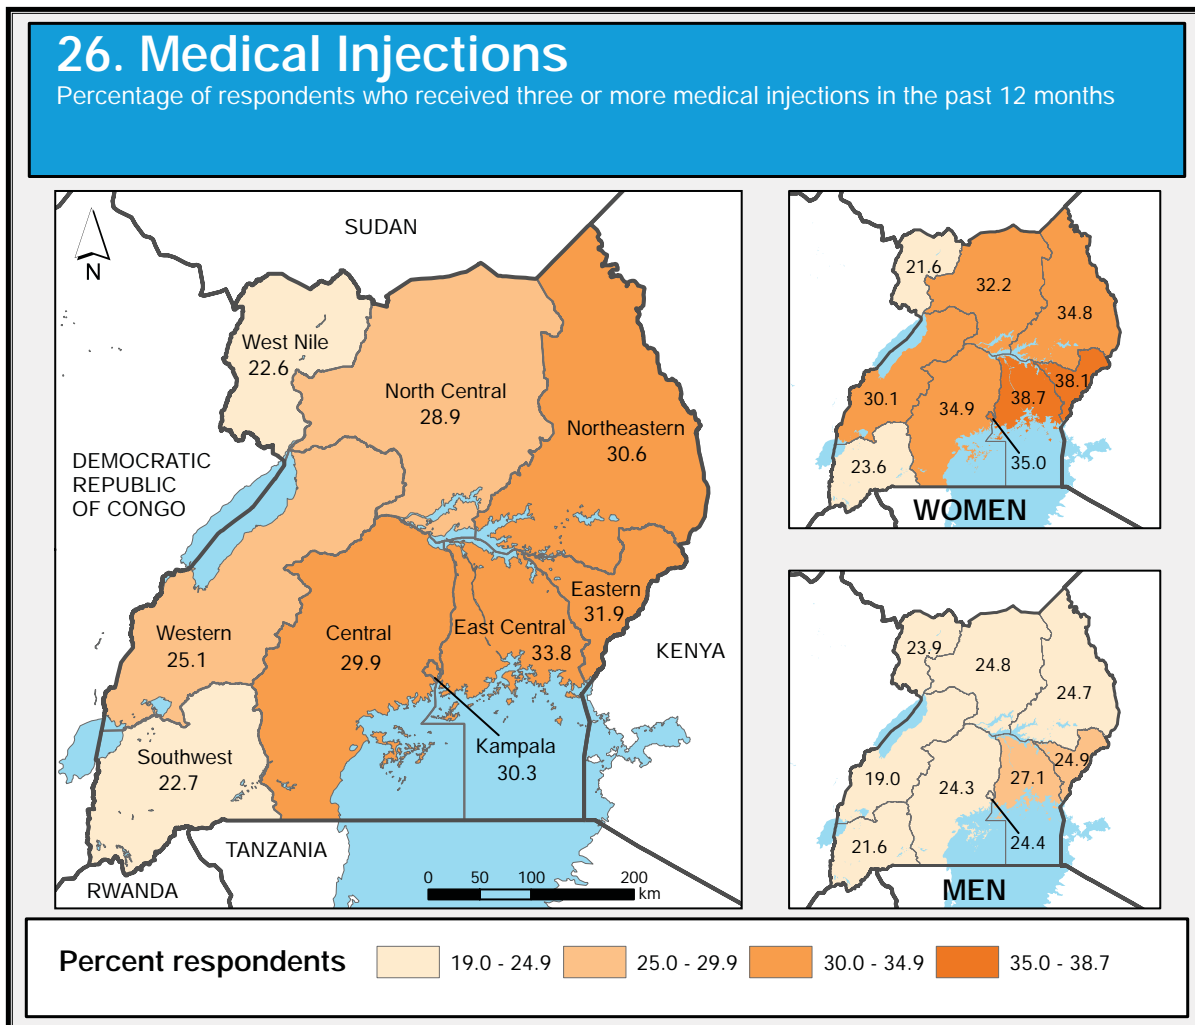 26. Medical Injections
Percentage of respondents who received three or more medical injections in the past 12 months
SUDAN
N
West Nile
22.6
North Central
28.9
Northeastern
30.6
DEMOCRATIC
REPUBLIC
OF CONGO
Eastern
31.9
Western
25.1
Central
29.9
East Central
33.8
KENYA
Southwest
22.7
Kampala
30.3
TANZANIA
RWANDA
0 50 100 200
km
21.6
32.2
34.8
38.1
38.7
30.1
34.9
35.0
23.6
WOMEN
23.9
24.8
24.7
24.9
27.1
19.0
24.3
24.4
21.6
MEN
Percent respondents 19.0 - 24.9 25.0 - 29.9 30.0 - 34.9 35.0 - 38.7